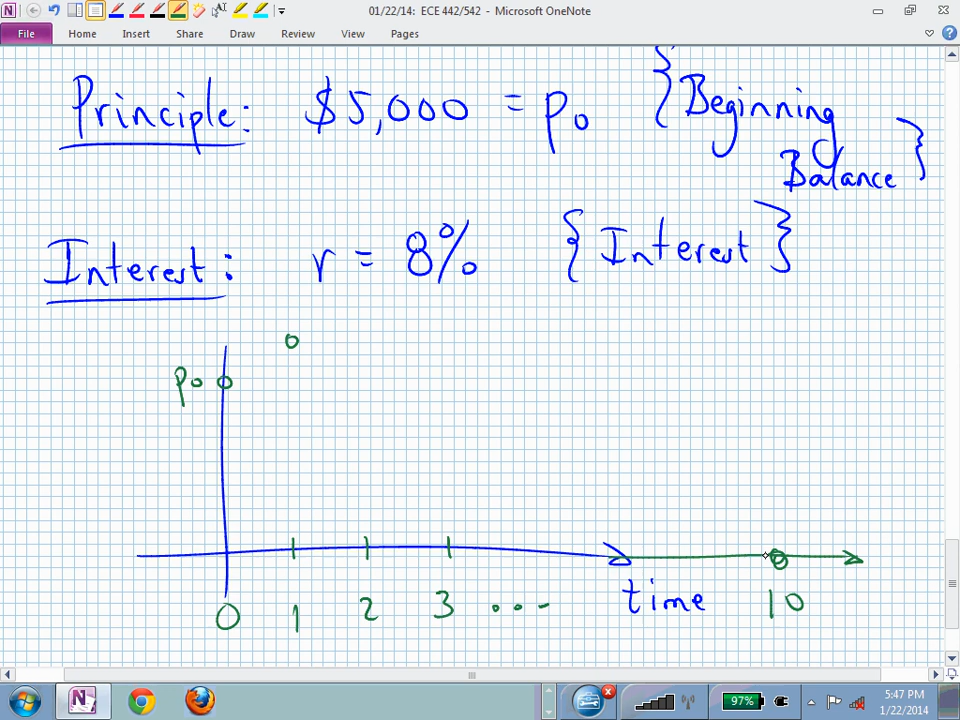 01/22/14: ECE 442/542 - Microsoft OneNote
File Home Insert Share Draw Review View Pages
Principle: $5,000 = p0 {Beginning
Balance}
Interest: r = 8% {Interest}
p0
0 1 2 3 ... time 10
97% 5:47 PM
1/22/2014